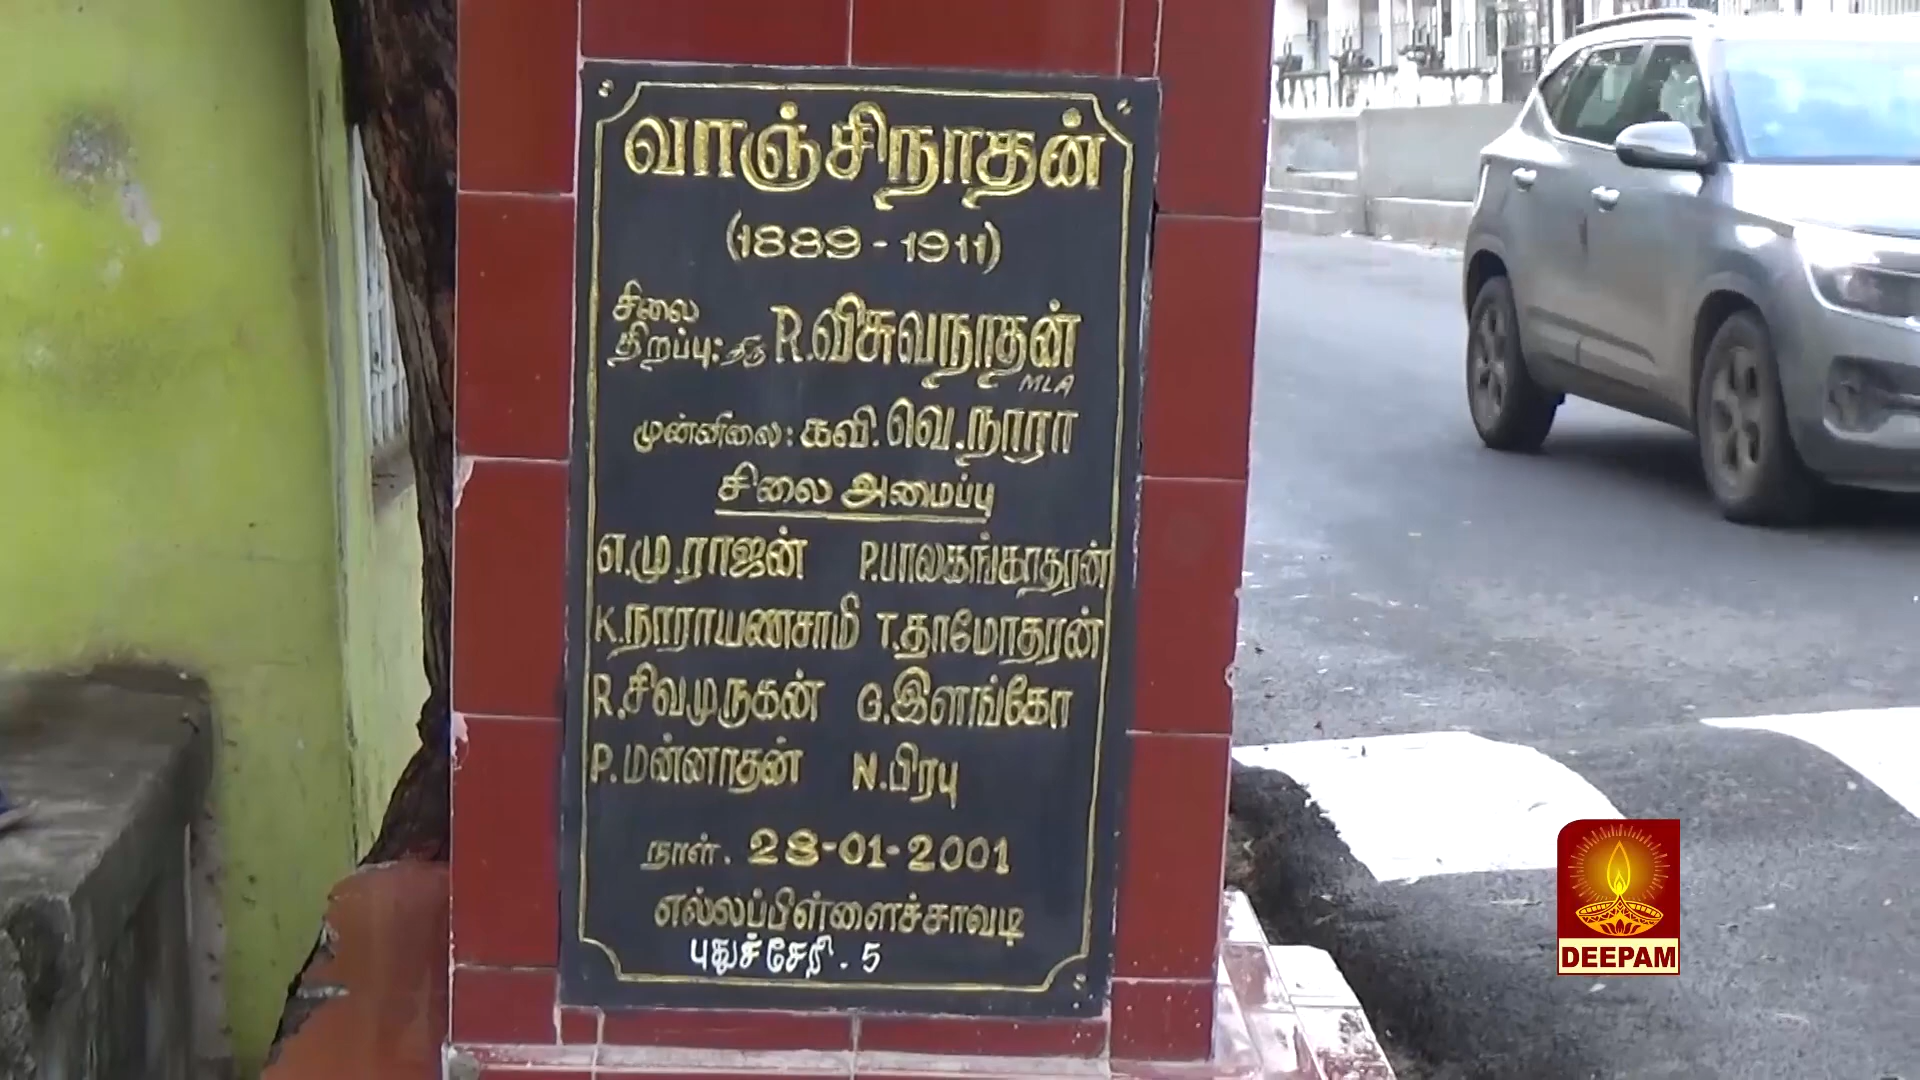 வாஞ்சிநாதன்
(1889 - 1911)
சிலை
திறப்பு: திரு R.விசுவநாதன்
MLA
முன்னிலை: கவி. வெ.நாரா
சிலை அமைப்பு
எ.மு.ராஜன் P.பாலகங்காதரன்
K.நாராயணசாமி T.தாமோதரன்
R.சிவமுருகன் G.இளங்கோ
P.மன்னாதன் N.பிரபு
நாள். 28-01-2001
எல்லப்பிள்ளைச்சாவடி
புதுச்சேரி. 5
DEEPAM